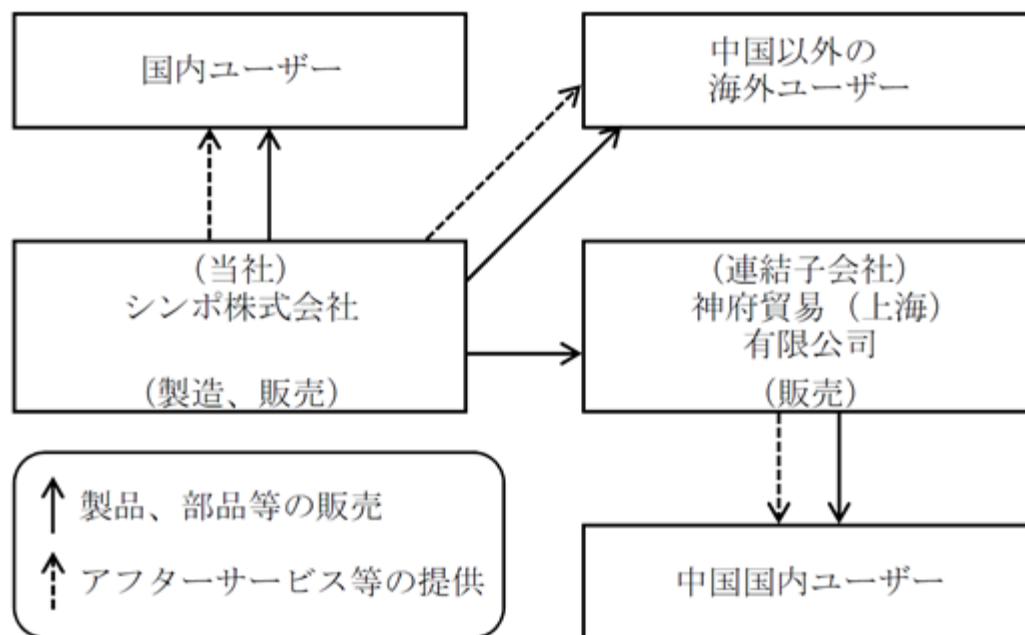 国内ユーザー
中国以外の
海外ユーザー
（当社）
シンポ株式会社
（製造、販売）
（連結子会社）
神府貿易（上海）
有限公司
（販売）
製品、部品等の販売
アフターサービス等の提供
中国国内ユーザー